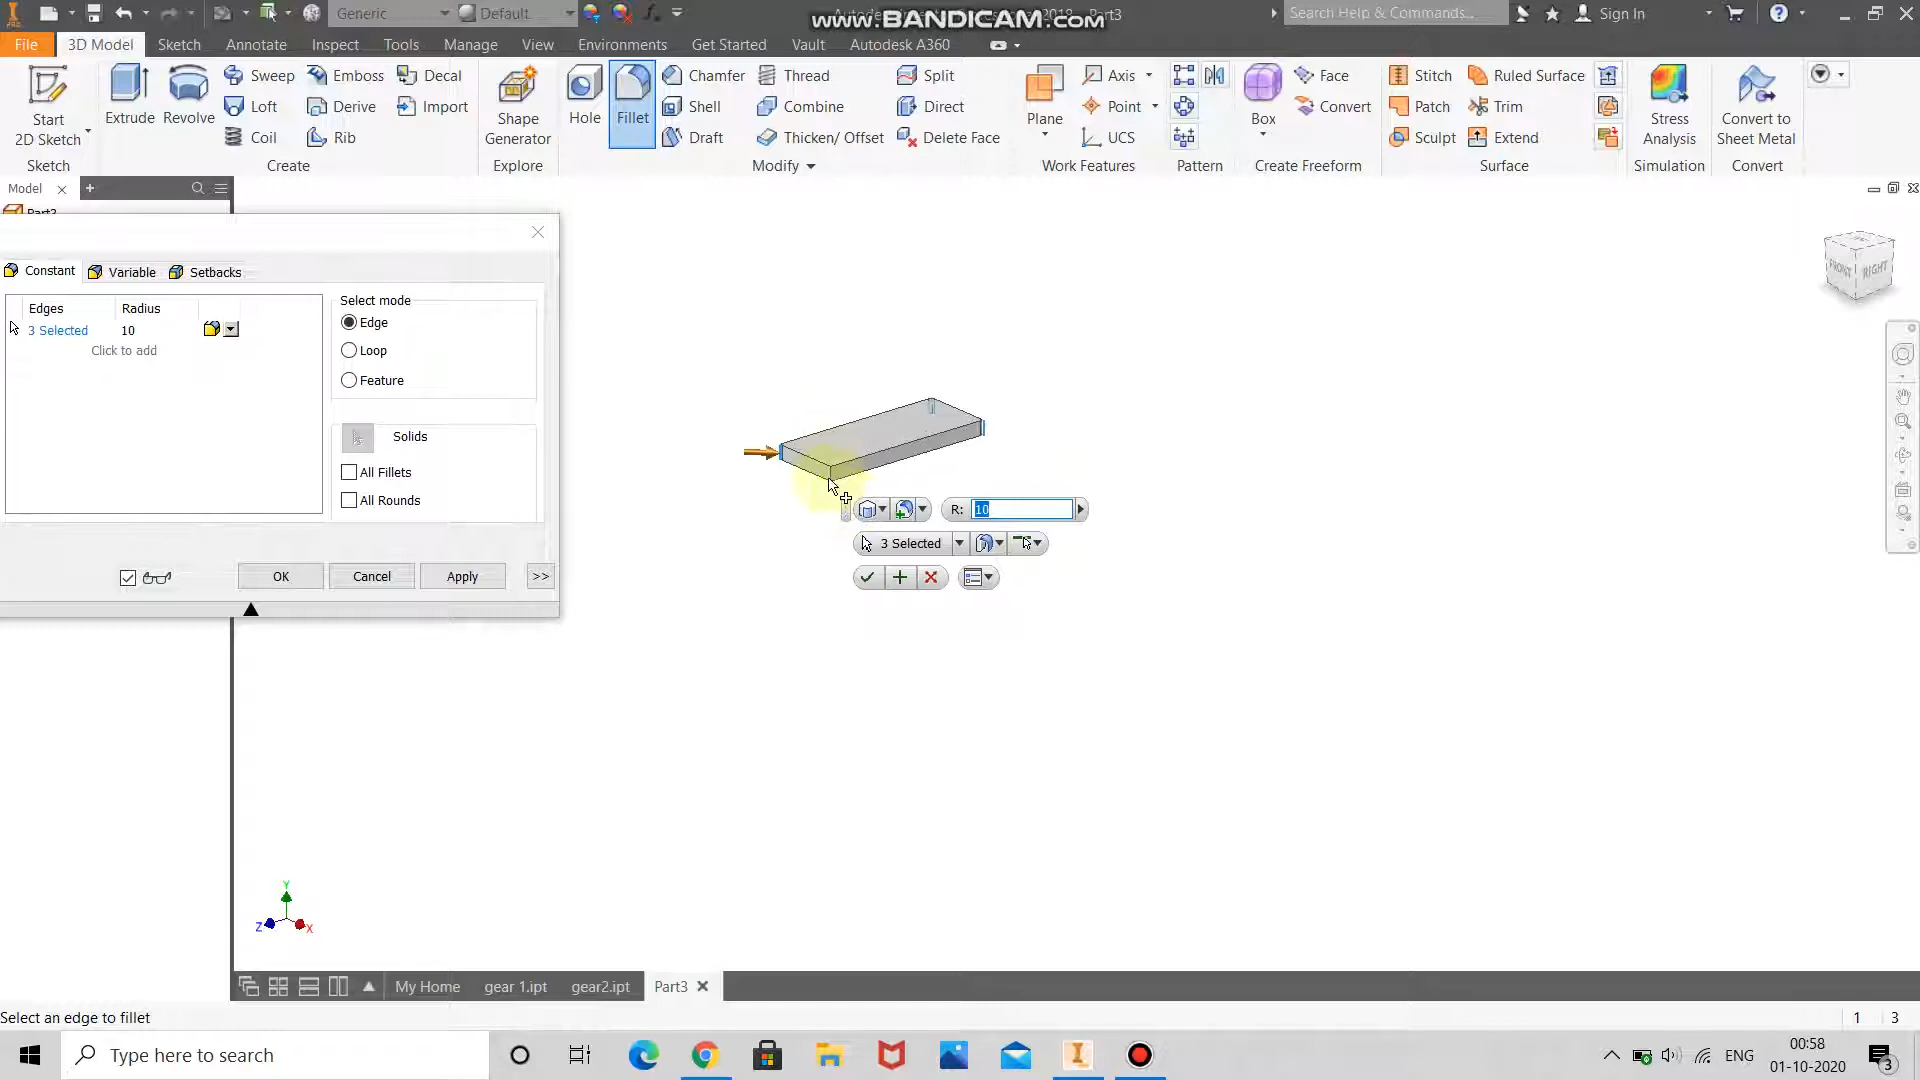 Generic
Default
www.BANDICAM.com
Part3
Search Help & Commands...
Sign In
File
3D Model
Sketch
Annotate
Inspect
Tools
Manage
View
Environments
Get Started
Vault
Autodesk A360
Start
2D Sketch
Extrude
Revolve
Sweep
Loft
Coil
Emboss
Derive
Rib
Decal
Import
Shape
Generator
Hole
Fillet
Chamfer
Shell
Draft
Thread
Combine
Thicken/ Offset
Split
Direct
Delete Face
Plane
Axis
Point
UCS
Box
Face
Convert
Stitch
Patch
Sculpt
Ruled Surface
Trim
Extend
Stress
Analysis
Convert to
Sheet Metal
Sketch
Create
Explore
Modify
Work Features
Pattern
Create Freeform
Surface
Simulation
Convert
Model
Part3
FRONT
RIGHT
Constant
Variable
Setbacks
Edges
Radius
3 Selected
10
Click to add
Select mode
Edge
Loop
Feature
Solids
All Fillets
All Rounds
OK
Cancel
Apply
>>
R: 10
3 Selected
Y
Z
X
My Home
gear 1.ipt
gear2.ipt
Part3
Select an edge to fillet
1
3
Type here to search
ENG
00:58
01-10-2020
3